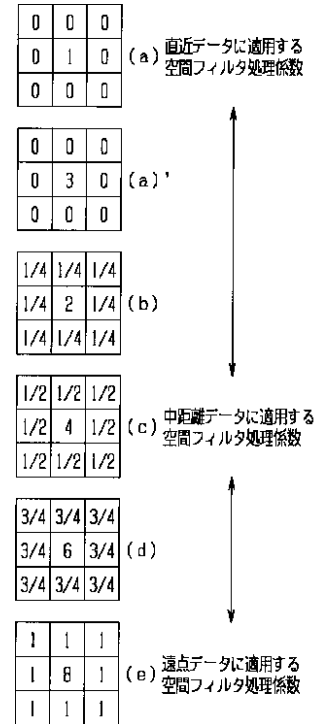 0 0 0
0 1 0 (a) 直近データに適用する
空間フィルタ処理係数
0 0 0
0 0 0
0 3 0 (a)'
0 0 0
1/4 1/4 1/4
1/4 2 1/4 (b)
1/4 1/4 1/4
1/2 1/2 1/2
1/2 4 1/2 (c) 中距離データに適用する
空間フィルタ処理係数
1/2 1/2 1/2
3/4 3/4 3/4
3/4 6 3/4 (d)
3/4 3/4 3/4
1 1 1
1 8 1 (e) 遠点データに適用する
空間フィルタ処理係数
1 1 1